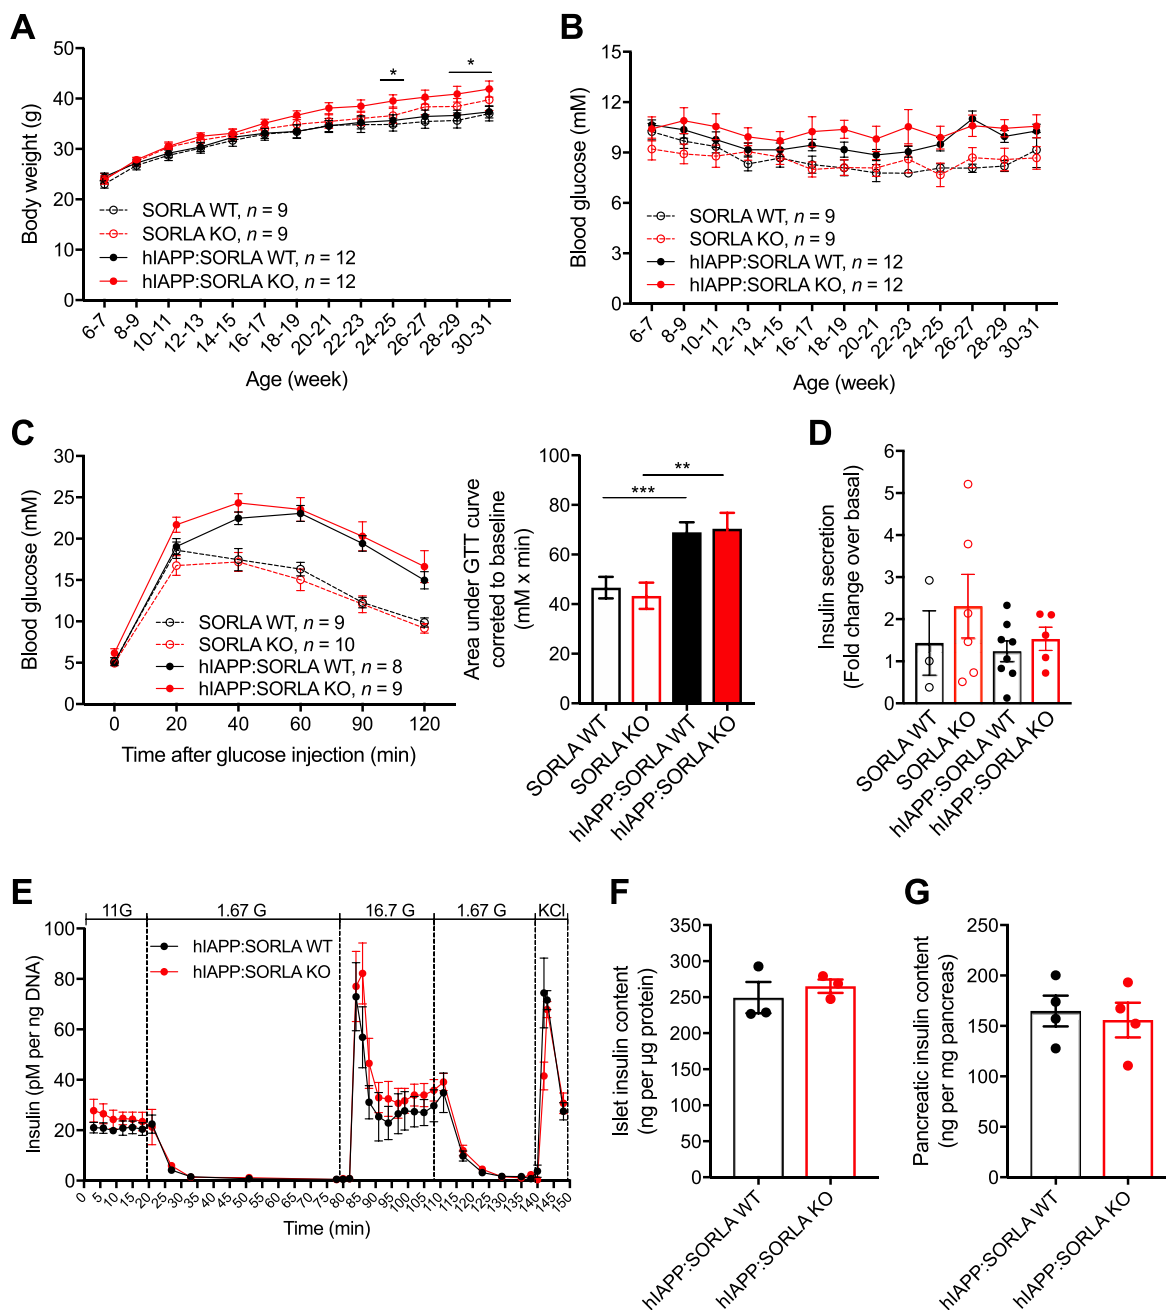 A
Body weight (g)
50
40
30
20
10
0
*
*
SORLA WT, n = 9
SORLA KO, n = 9
hIAPP:SORLA WT, n = 12
hIAPP:SORLA KO, n = 12
6-7
8-9
10-11
12-13
14-15
16-17
18-19
20-21
22-23
24-25
26-27
28-29
30-31
Age (week)
B
Blood glucose (mM)
15
12
9
6
3
0
SORLA WT, n = 9
SORLA KO, n = 9
hIAPP:SORLA WT, n = 12
hIAPP:SORLA KO, n = 12
6-7
8-9
10-11
12-13
14-15
16-17
18-19
20-21
22-23
24-25
26-27
28-29
30-31
Age (week)
C
Blood glucose (mM)
30
25
20
15
10
5
0
SORLA WT, n = 9
SORLA KO, n = 10
hIAPP:SORLA WT, n = 8
hIAPP:SORLA KO, n = 9
0
20
40
60
90
120
Time after glucose injection (min)
Area under GTT curve
correted to baseline
(mM x min)
100
80
60
40
20
0
**
***
SORLA WT
SORLA KO
hIAPP:SORLA WT
hIAPP:SORLA KO
D
Insulin secretion
(Fold change over basal)
6
5
4
3
2
1
0
SORLA WT
SORLA KO
hIAPP:SORLA WT
hIAPP:SORLA KO
E
Insulin (pM per ng DNA)
11G
1.67 G
16.7 G
1.67 G
KCl
100
80
60
40
20
0
hIAPP:SORLA WT
hIAPP:SORLA KO
0
5
10
15
20
25
30
35
40
45
50
55
60
65
70
75
80
85
90
95
100
105
110
115
120
125
130
135
140
145
150
Time (min)
F
Islet insulin content
(ng per µg protein)
350
300
250
200
150
100
50
0
hIAPP:SORLA WT
hIAPP:SORLA KO
G
Pancreatic insulin content
(ng per mg pancreas)
250
200
150
100
50
0
hIAPP:SORLA WT
hIAPP:SORLA KO